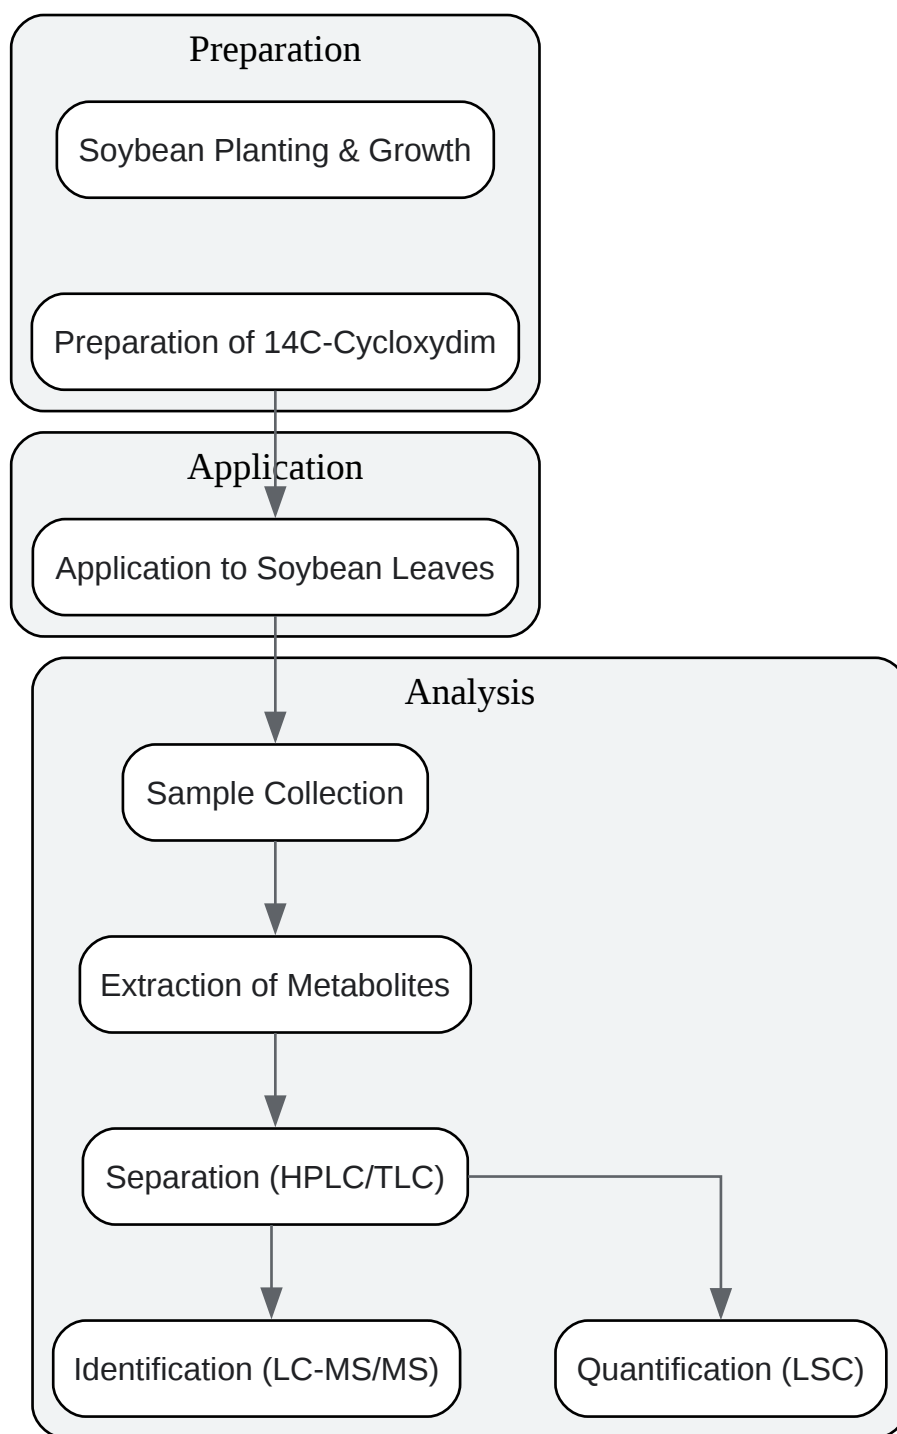 Preparation
Soybean Planting & Growth
Preparation of 14C-Cycloxydim
Application
Application to Soybean Leaves
Analysis
Sample Collection
Extraction of Metabolites
Separation (HPLC/TLC)
Identification (LC-MS/MS)
Quantification (LSC)